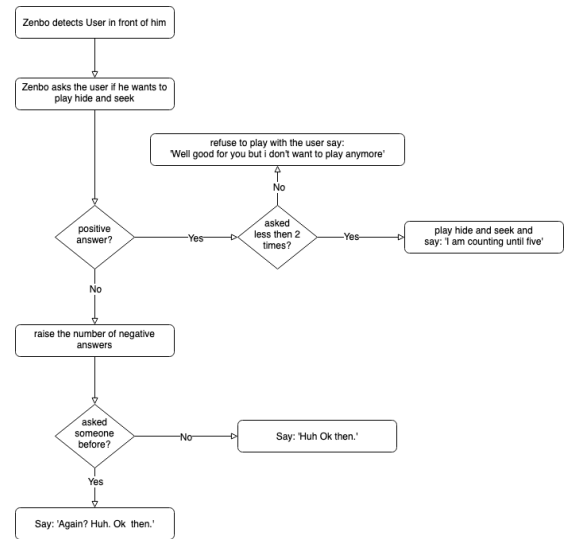 Zenbo detects User in front of him
Zenbo asks the user if he wants to
play hide and seek
refuse to play with the user say:
'Well good for you but i don't want to play anymore'
No
positive
answer?
Yes
asked
less then 2
times?
Yes
play hide and seek and
say: 'I am counting until five'
No
raise the number of negative
answers
asked
someone
before?
No
Say: 'Huh Ok then.'
Yes
Say: 'Again? Huh. Ok then.'